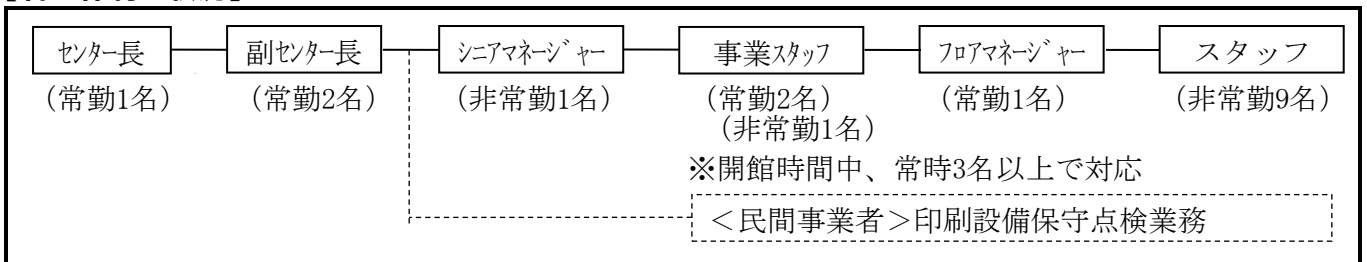 センター長 副センター長 シニアマネージャー 事業スタッフ フロアマネージャー スタッフ
(常勤1名) (常勤2名) (非常勤1名) (常勤2名) (常勤1名) (非常勤9名)
(非常勤1名)
※開館時間中、常時3名以上で対応
<民間事業者>印刷設備保守点検業務